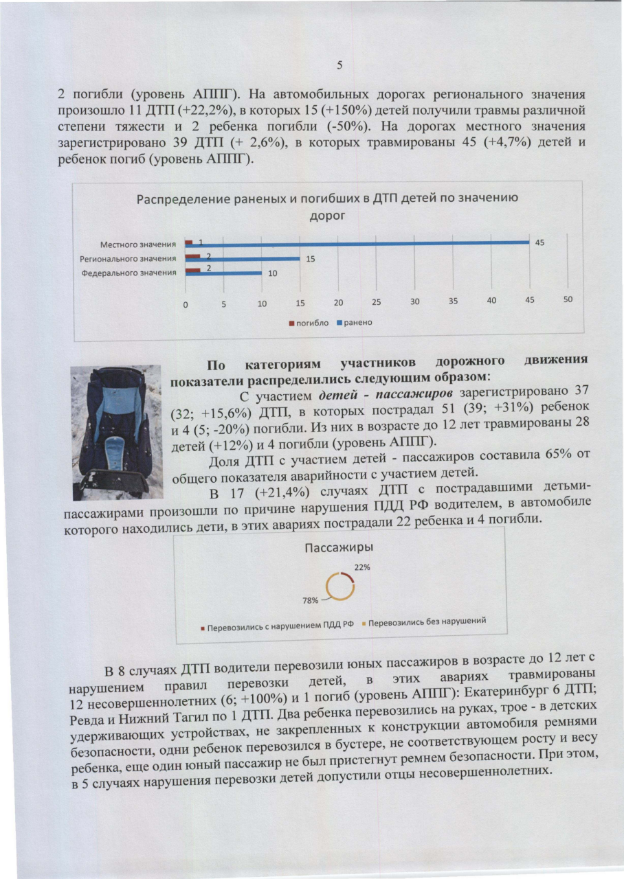 5
2 погибли (уровень АППГ). На автомобильных дорогах регионального значения
произошло 11 ДТП (+22,2%), в которых 15 (+150%) детей получили травмы различной
степени тяжести и 2 ребенка погибли (-50%). На дорогах местного значения
зарегистрировано 39 ДТП (+ 2,6%), в которых травмированы 45 (+4,7%) детей и
ребенок погиб (уровень АППГ).
Распределение раненых и погибших в ДТП детей по значению
дорог
Местного значения 1 45
Регионального значения 2 15
Федерального значения 2 10
0 5 10 15 20 25 30 35 40 45 50
погибло ранено
По категориям участников дорожного движения
показатели распределились следующим образом:
С участием детей - пассажиров зарегистрировано 37
(32; +15,6%) ДТП, в которых пострадал 51 (39; +31%) ребенок
и 4 (5; -20%) погибли. Из них в возрасте до 12 лет травмированы 28
детей (+12%) и 4 погибли (уровень АППГ).
Доля ДТП с участием детей - пассажиров составила 65% от
общего показателя аварийности с участием детей.
В 17 (+21,4%) случаях ДТП с пострадавшими детьми-
пассажирами произошли по причине нарушения ПДД РФ водителем, в автомобиле
которого находились дети, в этих авариях пострадали 22 ребенка и 4 погибли.
Пассажиры
22%
78%
Перевозились с нарушением ПДД РФ Перевозились без нарушений
В 8 случаях ДТП водители перевозили юных пассажиров в возрасте до 12 лет с
нарушением правил перевозки детей, в этих авариях травмированы
12 несовершеннолетних (6; +100%) и 1 погиб (уровень АППГ): Екатеринбург 6 ДТП;
Ревда и Нижний Тагил по 1 ДТП. Два ребенка перевозились на руках, трое - в детских
удерживающих устройствах, не закрепленных к конструкции автомобиля ремнями
безопасности, одни ребенок перевозился в бустере, не соответствующем росту и весу
ребенка, еще один юный пассажир не был пристегнут ремнем безопасности. При этом,
в 5 случаях нарушения перевозки детей допустили отцы несовершеннолетних.